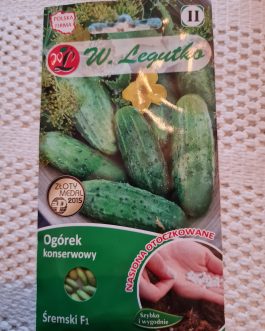 POLSKA
FIRMA
II
W. Legutko
ZŁOTY
MEDAL
2015
NASIONA OTOCZKOWANE
Ogórek
konserwowy
Śremski F1
Szybko
i wygodnie